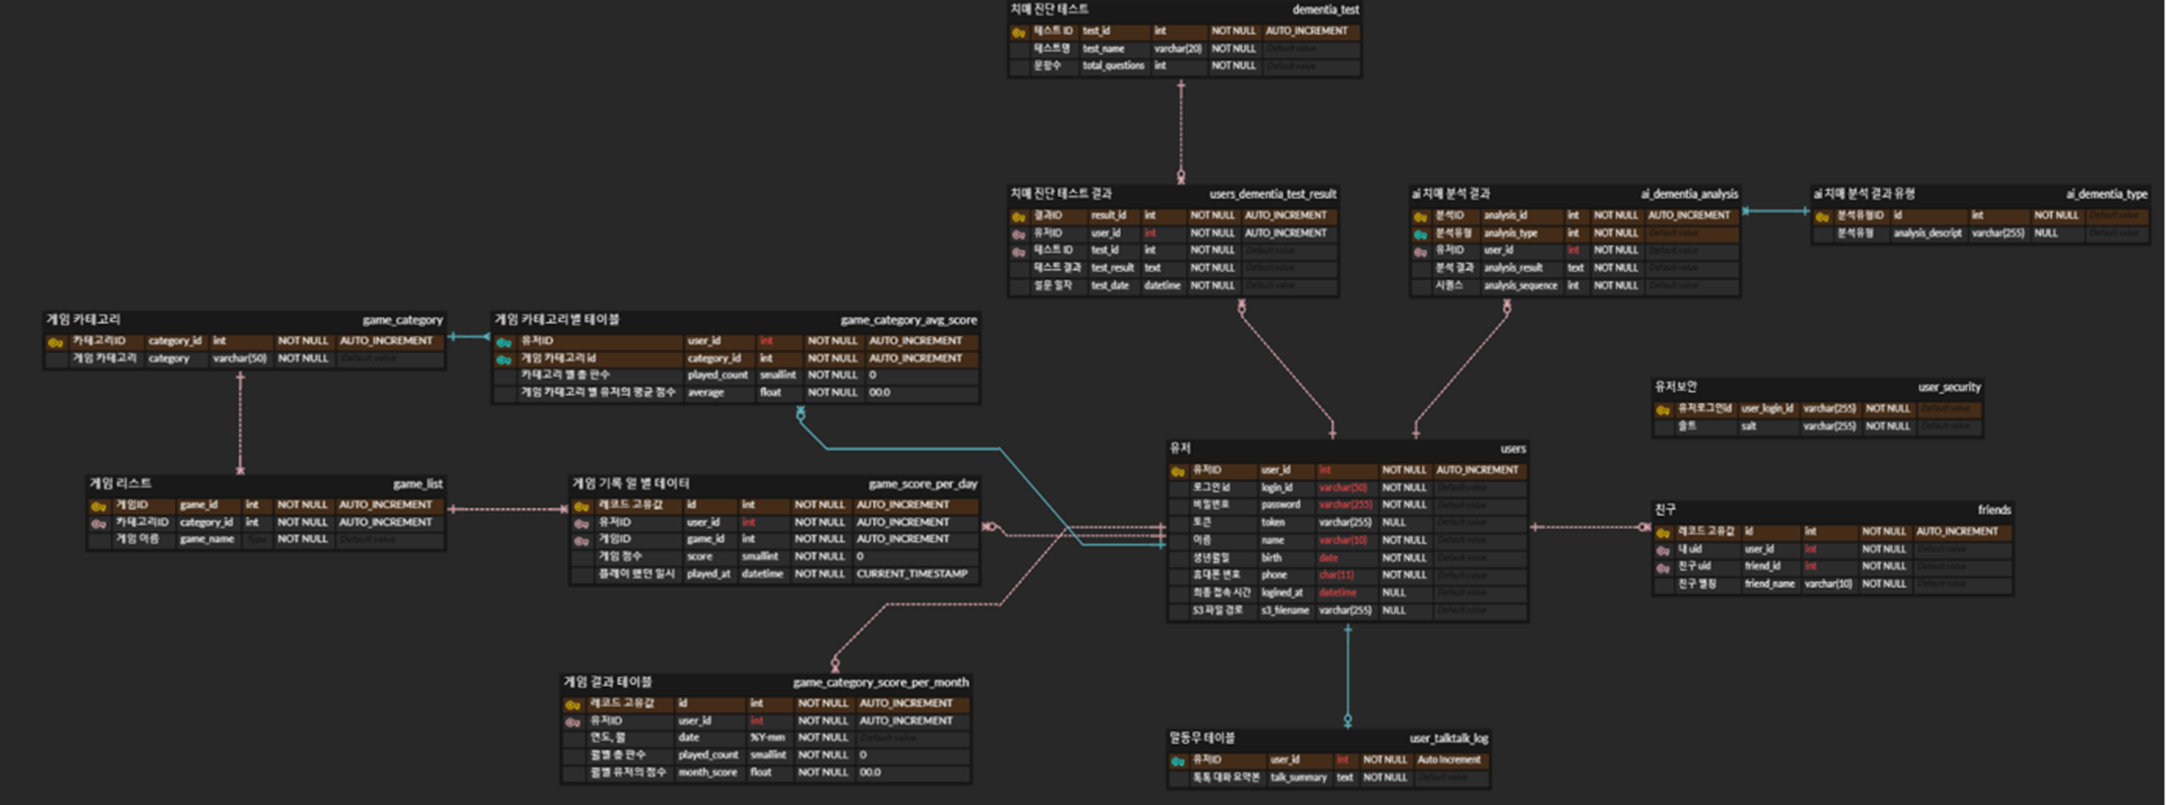 치매 진단 테스트 dementia_test
테스트 ID test_id int NOT NULL AUTO_INCREMENT
테스트명 test_name varchar(20) NOT NULL Default value
문항수 total_questions int NOT NULL Default value
치매 진단 테스트 결과 users_dementia_test_result
결과ID result_id int NOT NULL AUTO_INCREMENT
유저ID user_id int NOT NULL AUTO_INCREMENT
테스트 ID test_id int NOT NULL Default value
테스트 결과 test_result text NOT NULL Default value
설문 일자 test_date datetime NOT NULL Default value
ai 치매 분석 결과 ai_dementia_analysis
분석ID analysis_id int NOT NULL AUTO_INCREMENT
분석유형 analysis_type int NOT NULL Default value
유저ID user_id int NOT NULL Default value
분석 결과 analysis_result text NOT NULL Default value
시퀀스 analysis_sequence int NOT NULL Default value
ai 치매 분석 결과 유형 ai_dementia_type
분석유형ID id int NOT NULL Default value
분석유형 analysis_descript varchar(255) NULL Default value
게임 카테고리 game_category
카테고리ID category_id int NOT NULL AUTO_INCREMENT
게임 카테고리 category varchar(50) NOT NULL Default value
게임 카테고리별 테이블 game_category_avg_score
유저ID user_id int NOT NULL AUTO_INCREMENT
게임 카테고리 id category_id int NOT NULL AUTO_INCREMENT
카테고리 별 총 판수 played_count smallint NOT NULL 0
게임 카테고리 별 유저의 평균 점수 average float NOT NULL 00.0
유저보안 user_security
유저로그인id user_login_id varchar(255) NOT NULL Default value
솔트 salt varchar(255) NOT NULL Default value
게임 리스트 game_list
게임ID game_id int NOT NULL AUTO_INCREMENT
카테고리ID category_id int NOT NULL AUTO_INCREMENT
게임 이름 game_name Type NOT NULL Default value
게임 기록 일 별 데이터 game_score_per_day
레코드 고유값 id int NOT NULL AUTO_INCREMENT
유저ID user_id int NOT NULL AUTO_INCREMENT
게임ID game_id int NOT NULL AUTO_INCREMENT
게임 점수 score smallint NOT NULL 0
플레이 했던 일시 played_at datetime NOT NULL CURRENT_TIMESTAMP
유저 users
유저ID user_id int NOT NULL AUTO_INCREMENT
로그인 id login_id varchar(50) NOT NULL Default value
비밀번호 password varchar(255) NOT NULL Default value
토큰 token varchar(255) NULL Default value
이름 name varchar(10) NOT NULL Default value
생년월일 birth date NOT NULL Default value
휴대폰 번호 phone char(11) NOT NULL Default value
최종 접속 시간 logined_at datetime NULL Default value
S3 파일 경로 s3_filename varchar(255) NULL Default value
친구 friends
레코드 고유값 id int NOT NULL AUTO_INCREMENT
내 uid user_id int NOT NULL Default value
친구 uid friend_id int NOT NULL Default value
친구 별칭 friend_name varchar(10) NOT NULL Default value
게임 결과 테이블 game_category_score_per_month
레코드 고유값 id int NOT NULL AUTO_INCREMENT
유저ID user_id int NOT NULL AUTO_INCREMENT
연도, 월 date %Y-mm NOT NULL Default value
월별 총 판수 played_count smallint NOT NULL 0
월별 유저의 점수 month_score float NOT NULL 00.0
말동무 테이블 user_talktalk_log
유저ID user_id int NOT NULL Auto Increment
톡톡 대화 요약본 talk_summary text NOT NULL Default value